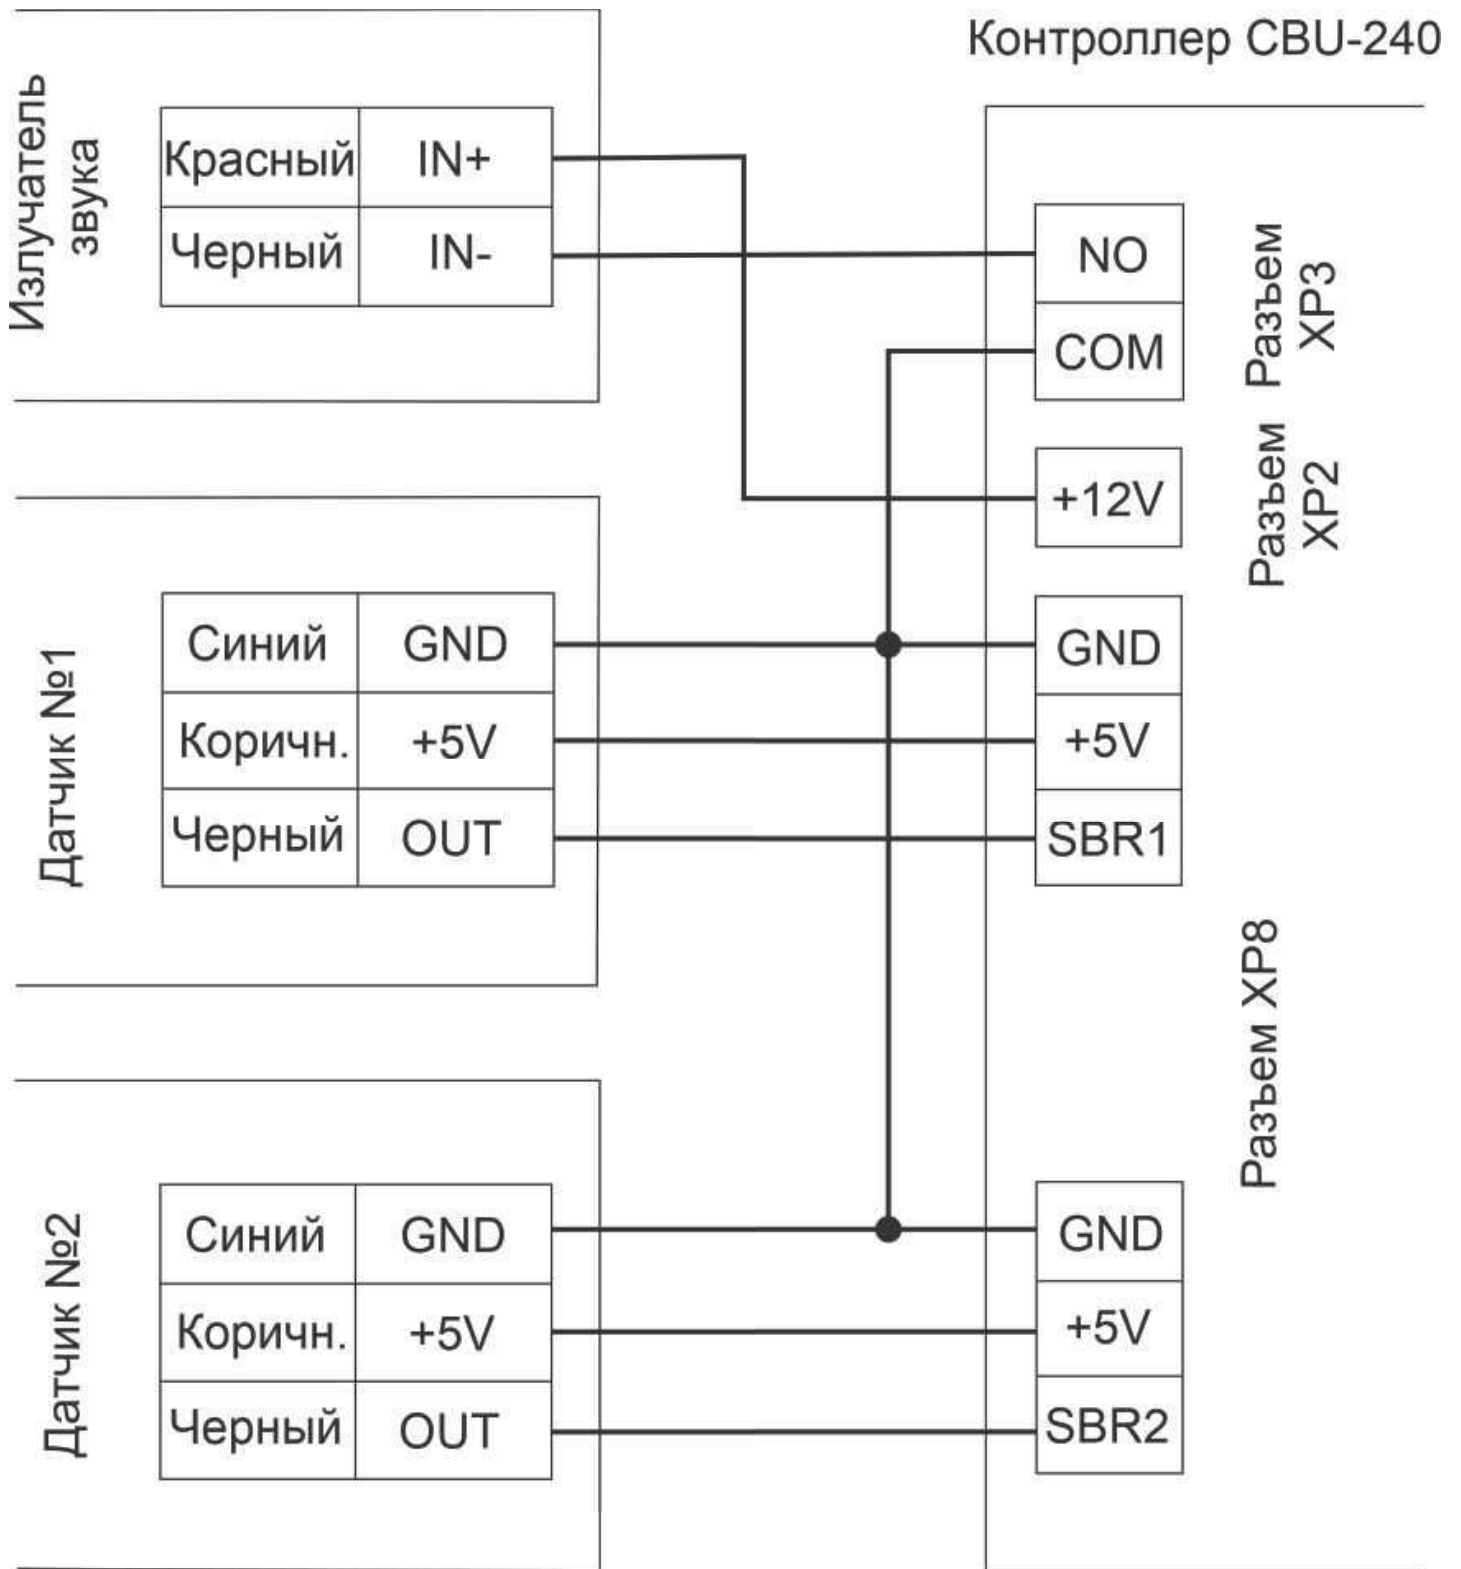 Контроллер CBU-240
Излучатель
звука
Красный IN+
Черный IN-
NO
COM
Разъем
XP3
+12V
Разъем
XP2
Датчик №1
Синий GND
Коричн. +5V
Черный OUT
GND
+5V
SBR1
Разъем XP8
Датчик №2
Синий GND
Коричн. +5V
Черный OUT
GND
+5V
SBR2